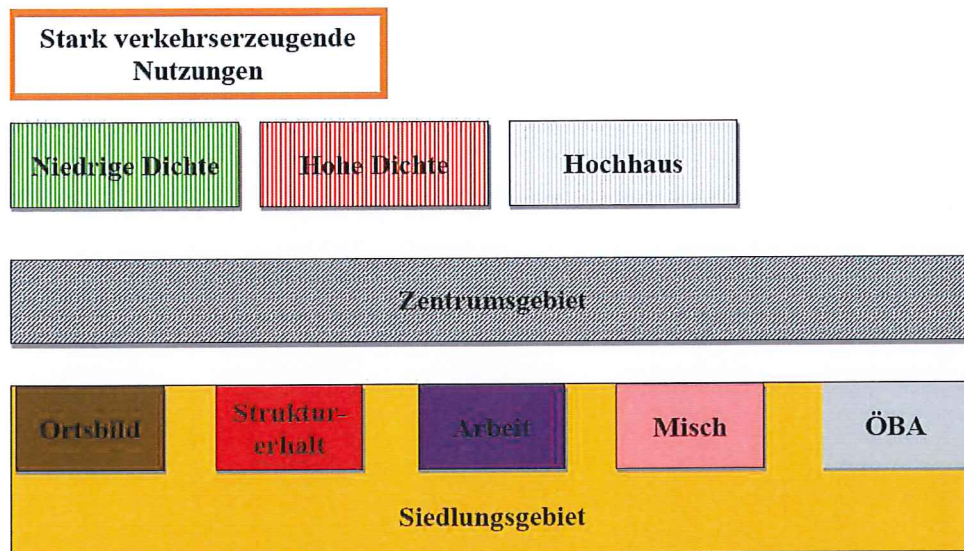 Stark verkehrserzeugende
Nutzungen
Niedrige Dichte
Hohe Dichte
Hochhaus
Zentrumsgebiet
Ortsbild
Struktur-
erhalt
Arbeit
Misch
ÖBA
Siedlungsgebiet